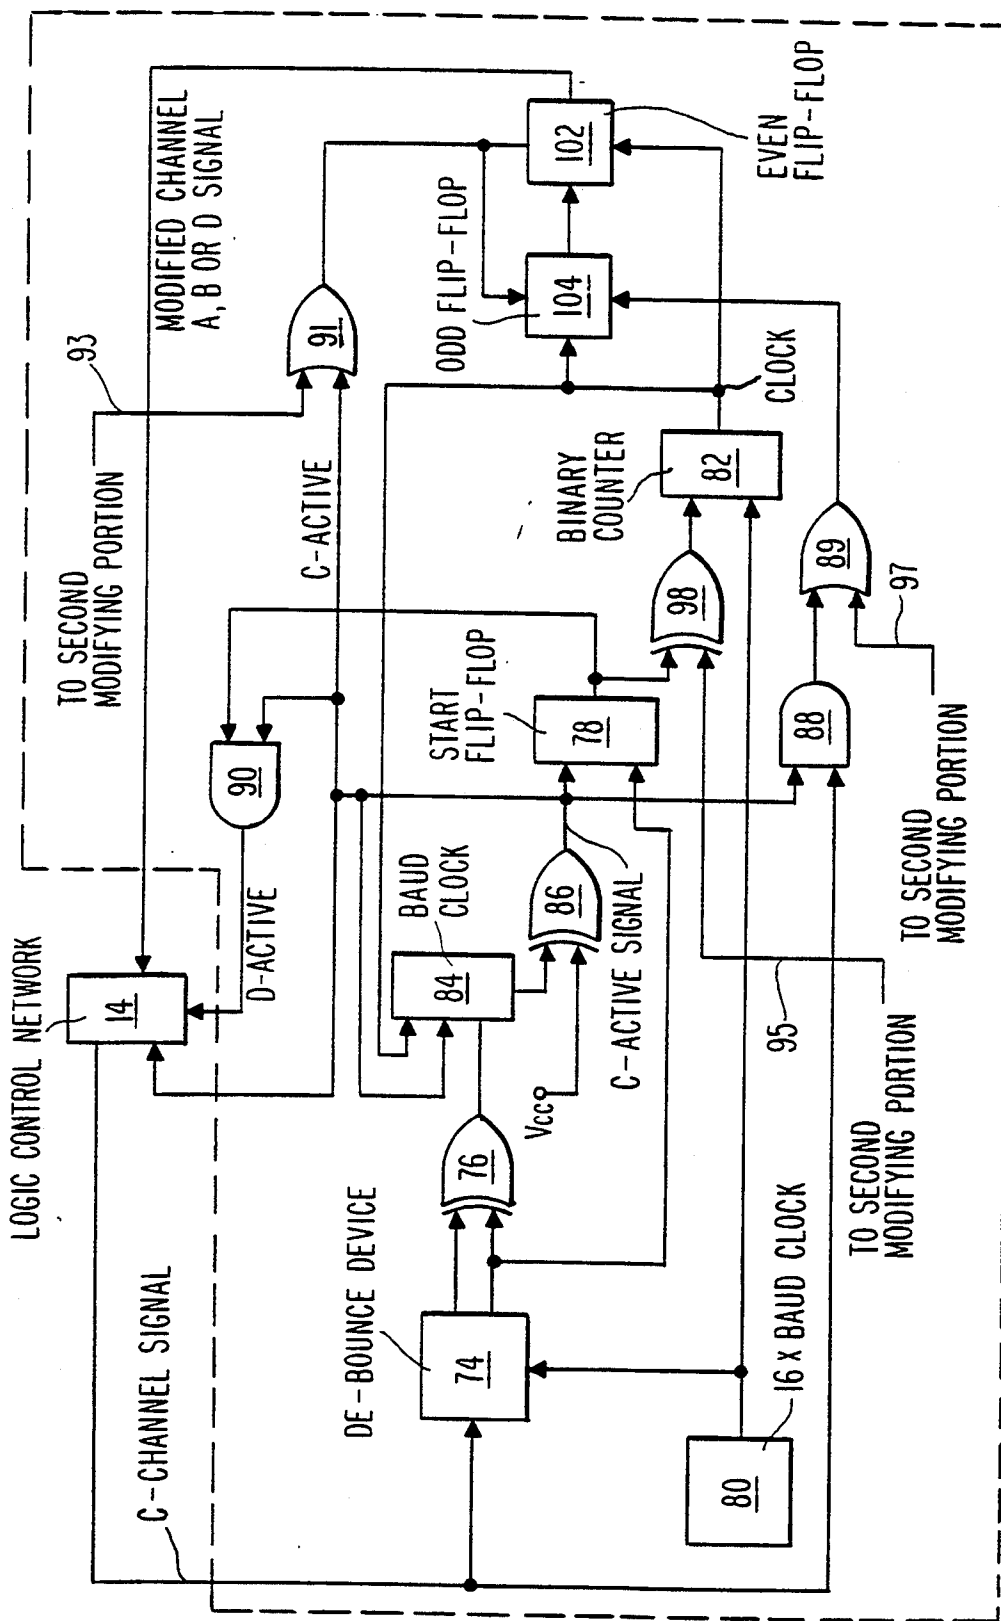 LOGIC CONTROL NETWORK
C-CHANNEL SIGNAL
14
D-ACTIVE
90
TO SECOND
MODIFYING PORTION
93
MODIFIED CHANNEL
A, B OR D SIGNAL
C-ACTIVE
91
ODD FLIP-FLOP
104
102
EVEN
FLIP-FLOP
DE-BOUNCE DEVICE
74
76
BAUD
CLOCK
84
Vcc
86
C-ACTIVE SIGNAL
START
FLIP-FLOP
78
98
BINARY
COUNTER
82
CLOCK
80
16 x BAUD CLOCK
88
89
95
TO SECOND
MODIFYING PORTION
97
TO SECOND
MODIFYING PORTION